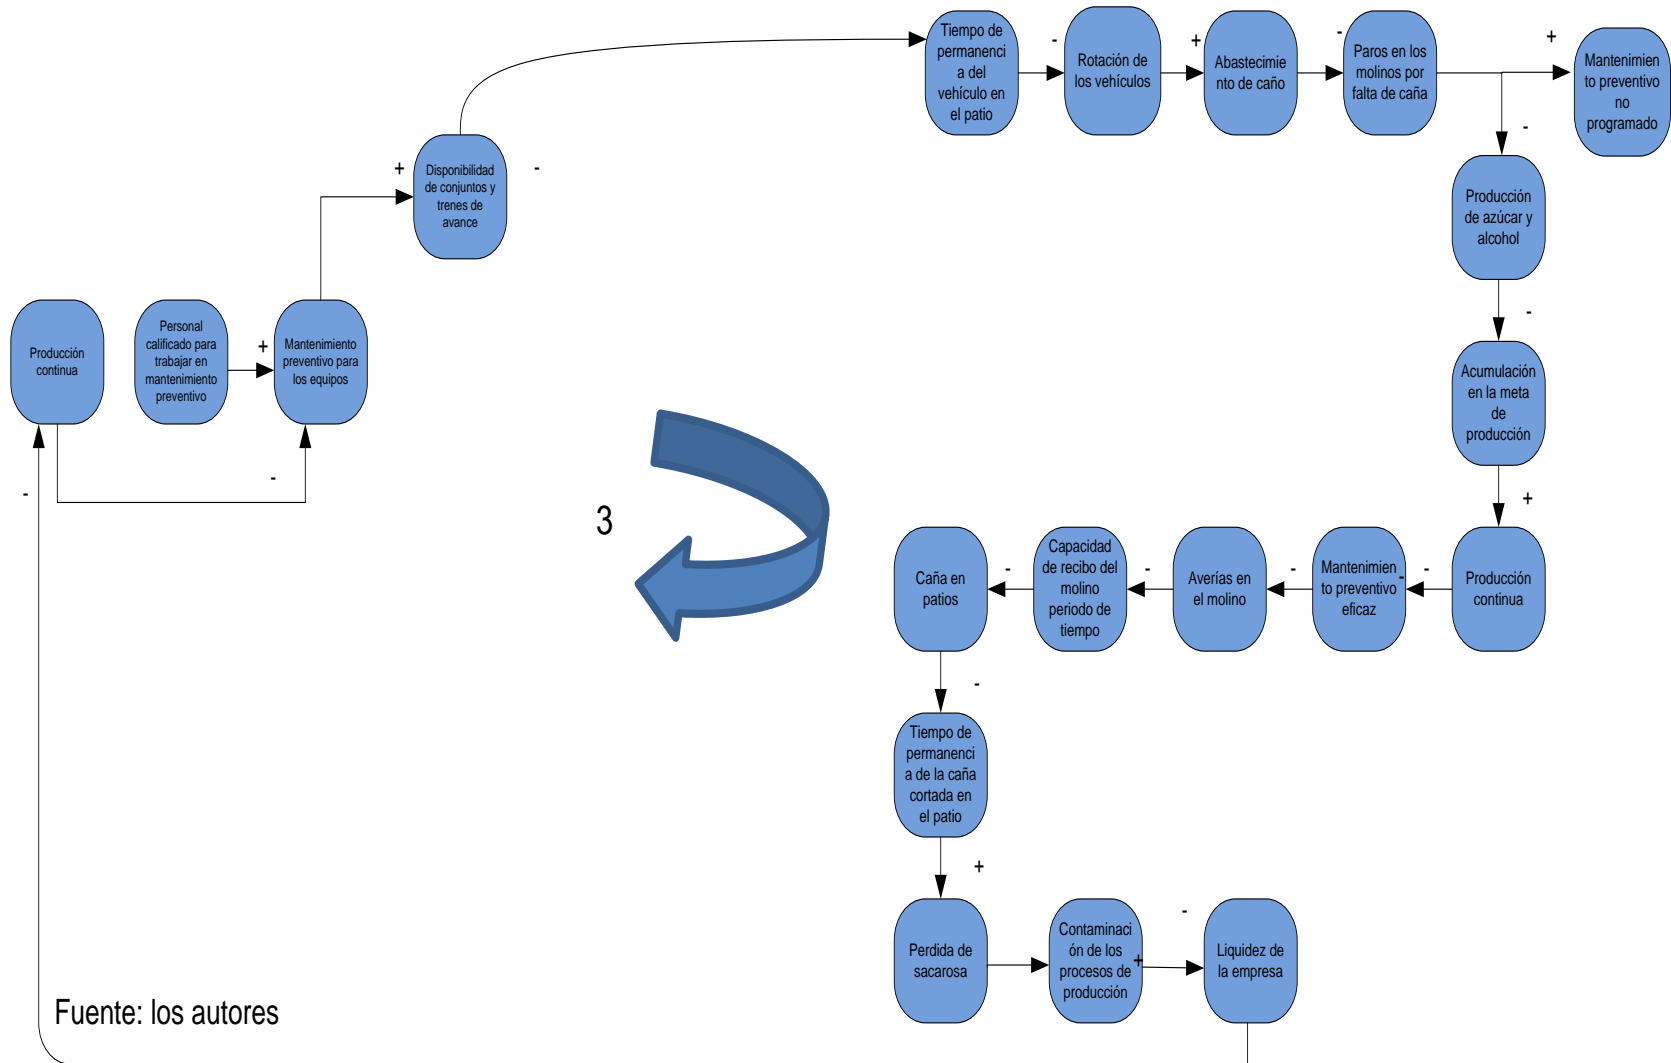 Tiempo de
permanenci
a del
vehículo en
el patio
-
Rotación de
los vehículos
+
Abastecimie
nto de caño
-
Paros en los
molinos por
falta de caña
+
Mantenimien
to preventivo
no
programado
-
+
Disponibilidad
de conjuntos y
trenes de
avance
-
Producción
de azúcar y
alcohol
-
Producción
continua
Personal
calificado para
trabajar en
mantenimiento
preventivo
+
Mantenimiento
preventivo para
los equipos
-
-
Acumulación
en la meta
de
producción
+
3
Caña en
patios
-
Capacidad
de recibo del
molino
periodo de
tiempo
-
Averías en
el molino
-
Mantenimien
to preventivo
eficaz
-
-
Producción
continua
-
Tiempo de
permanenci
a de la caña
cortada en
el patio
+
Perdida de
sacarosa
Contaminaci
ón de los
procesos de
producción
+
-
Liquidez de
la empresa
Fuente: los autores